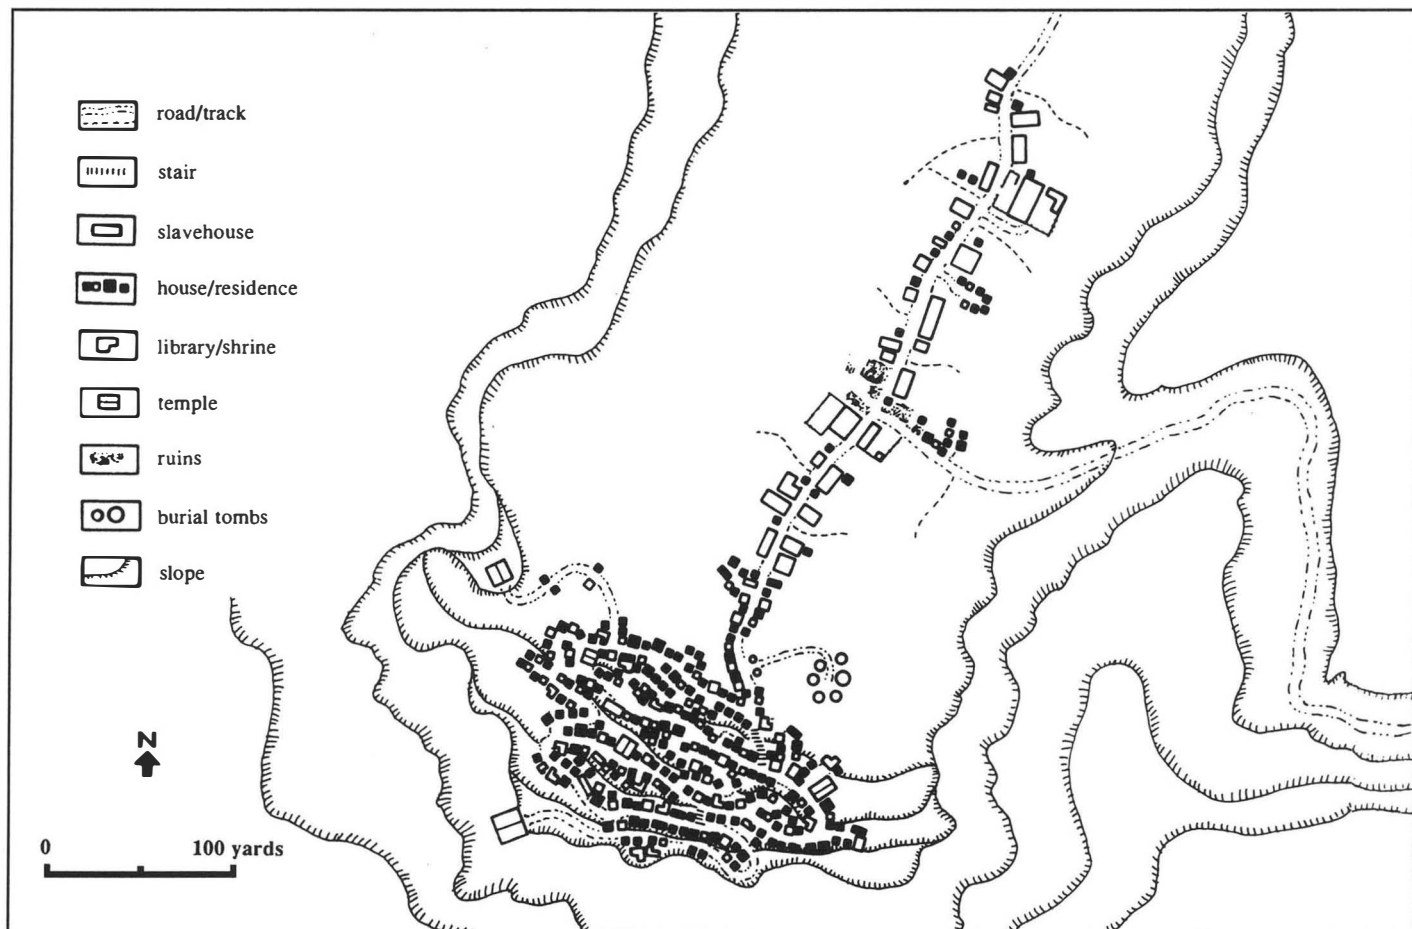 road/track
stair
slavehouse
house/residence
library/shrine
temple
ruins
burial tombs
slope
N
0 100 yards